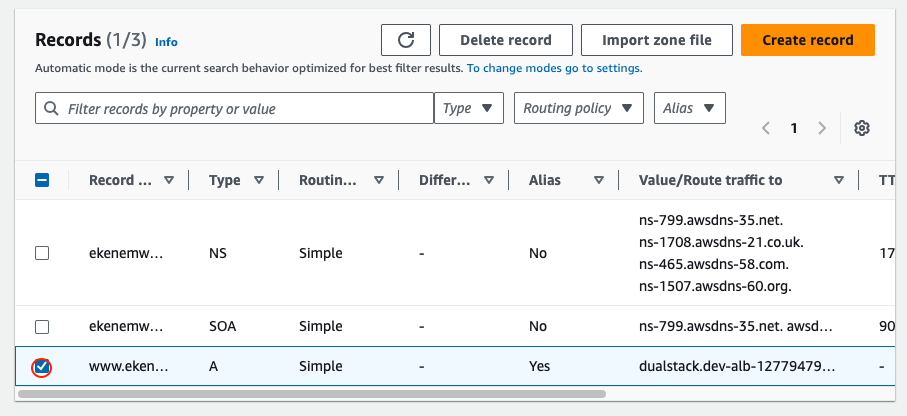 Records (1/3) Info
Delete record
Import zone file
Create record
Automatic mode is the current search behavior optimized for best filter results. To change modes go to settings.
Filter records by property or value
Type
Routing policy
Alias
1
Record ... Type Routin... Differ... Alias Value/Route traffic to TT
ekenemw... NS Simple - No
ns-799.awsdns-35.net.
ns-1708.awsdns-21.co.uk.
ns-465.awsdns-58.com.
ns-1507.awsdns-60.org.
17
ekenemw... SOA Simple - No ns-799.awsdns-35.net. awsd... 90
www.eken... A Simple - Yes dualstack.dev-alb-12779479... -